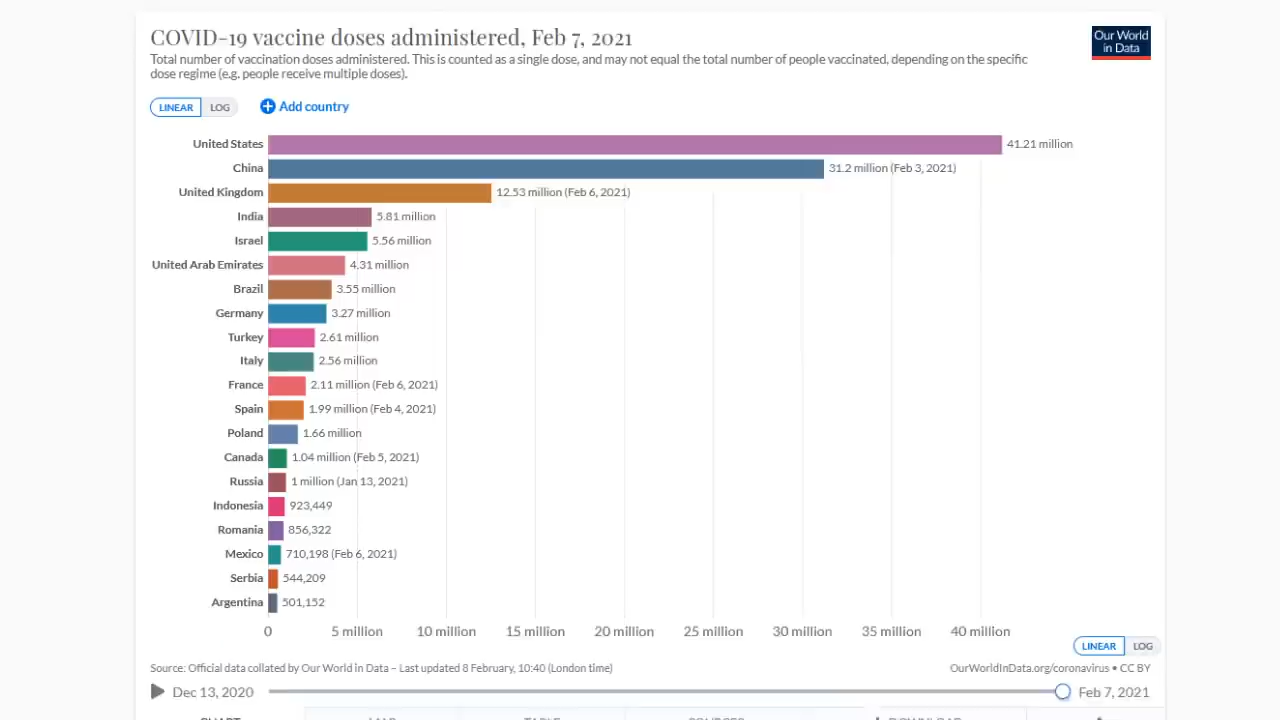 COVID-19 vaccine doses administered, Feb 7, 2021
Total number of vaccination doses administered. This is counted as a single dose, and may not equal the total number of people vaccinated, depending on the specific
dose regime (e.g. people receive multiple doses).
Our World
in Data
LINEAR LOG
Add country
United States 41.21 million
China 31.2 million (Feb 3, 2021)
United Kingdom 12.53 million (Feb 6, 2021)
India 5.81 million
Israel 5.56 million
United Arab Emirates 4.31 million
Brazil 3.55 million
Germany 3.27 million
Turkey 2.61 million
Italy 2.56 million
France 2.11 million (Feb 6, 2021)
Spain 1.99 million (Feb 4, 2021)
Poland 1.66 million
Canada 1.04 million (Feb 5, 2021)
Russia 1 million (Jan 13, 2021)
Indonesia 923,449
Romania 856,322
Mexico 710,198 (Feb 6, 2021)
Serbia 544,209
Argentina 501,152
0 5 million 10 million 15 million 20 million 25 million 30 million 35 million 40 million
LINEAR LOG
Source: Official data collated by Our World in Data – Last updated 8 February, 10:40 (London time)
OurWorldInData.org/coronavirus • CC BY
Dec 13, 2020 Feb 7, 2021
CHART MAP TABLE SOURCES DOWNLOAD